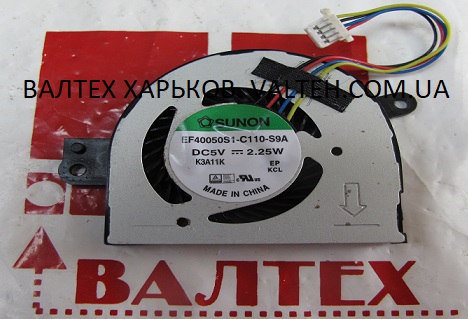 ВАЛТЕХ ХАРЬКОВ VALTEH.COM.UA
SUNON
EF40050S1-C110-S9A
DC5V 2.25W
K3A11K EP
KCL
MADE IN CHINA
ВАЛТЕХ